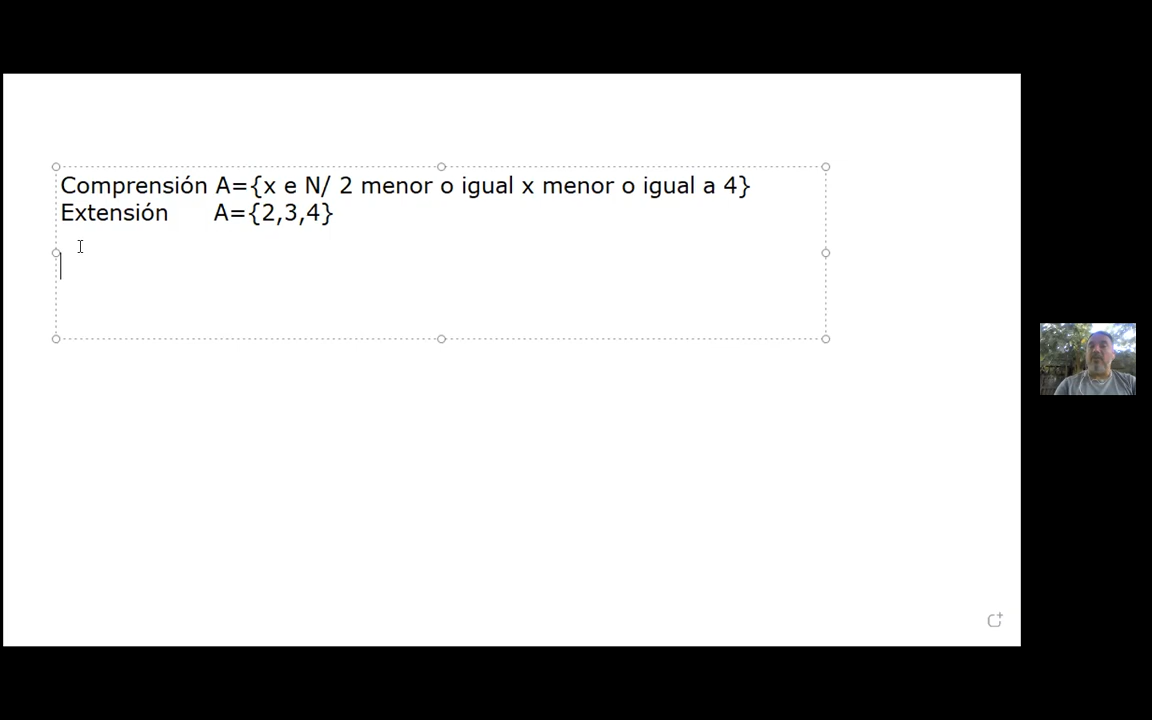 Comprensión A={x e N/ 2 menor o igual x menor o igual a 4}
Extensión A={2,3,4}